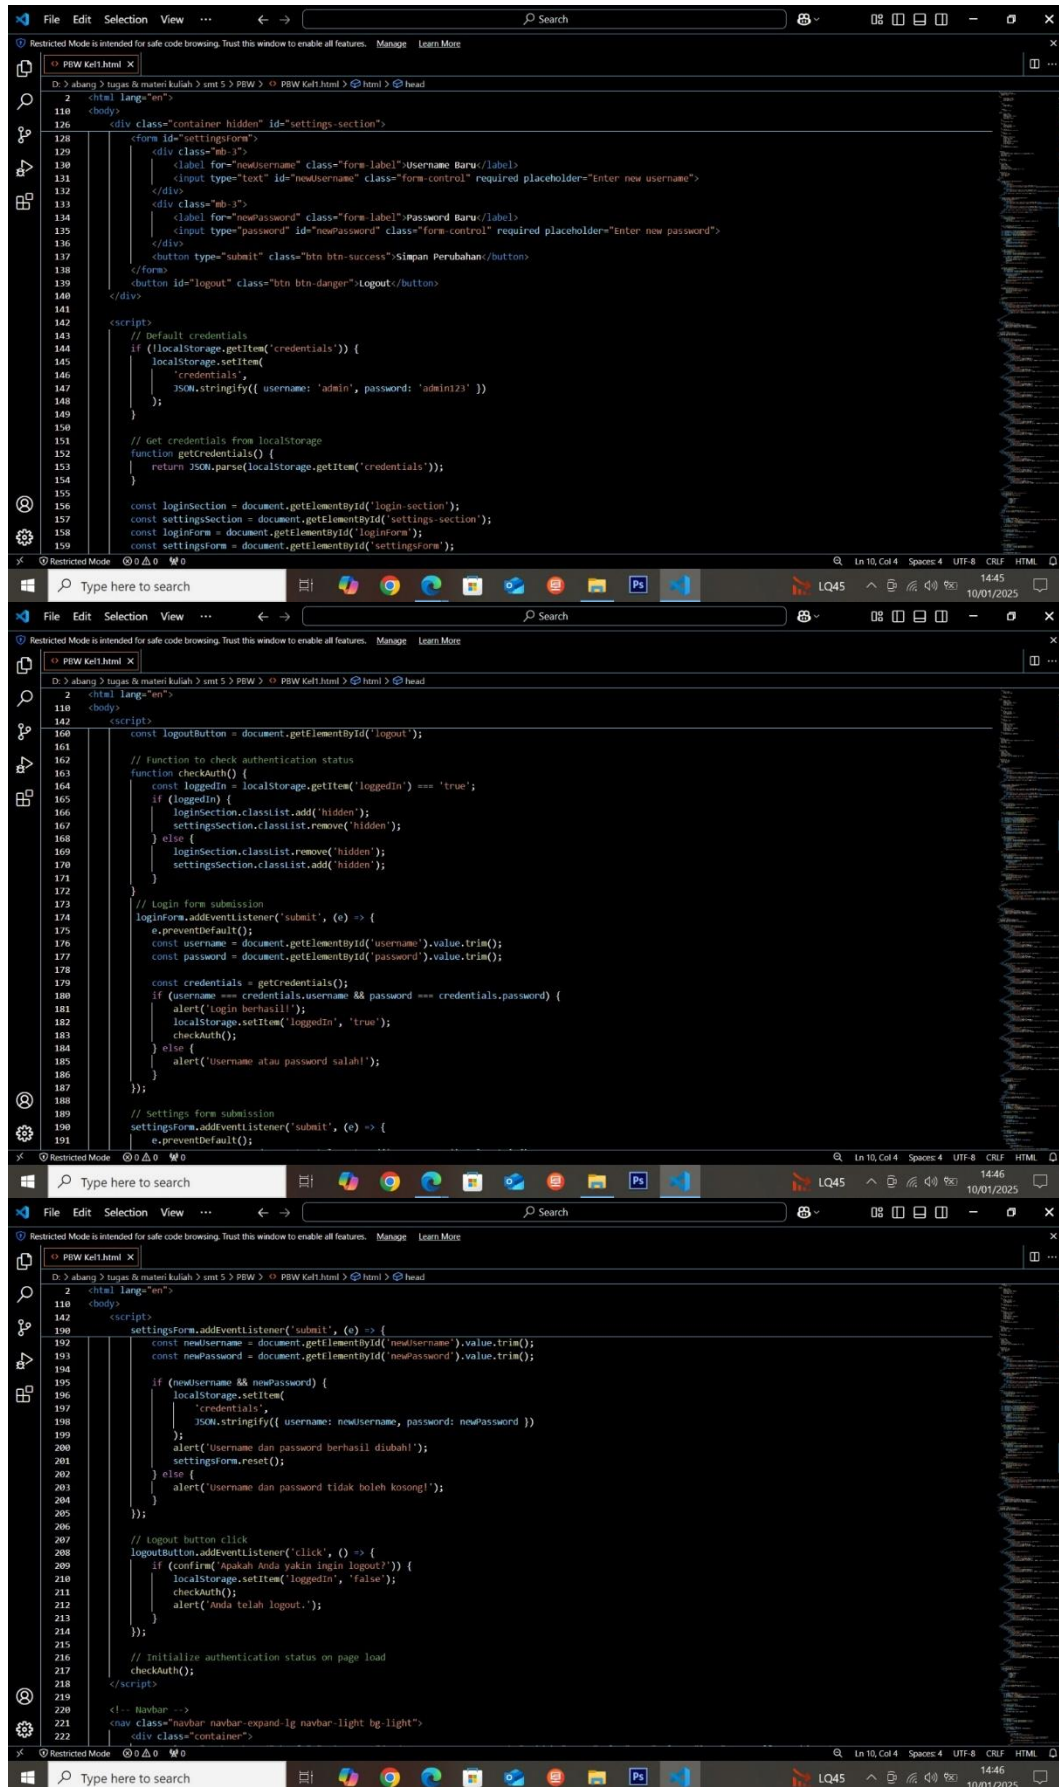 File Edit Selection View ··· Search
Restricted Mode is intended for safe code browsing. Trust this window to enable all features. Manage Learn More
PBW Kel1.html
D: > abang > tugas & materi kuliah > smt 5 > PBW > PBW Kel1.html > html > head
2 <html lang="en">
110 <body>
126 <div class="container hidden" id="settings-section">
128 <form id="settingsForm">
129 <div class="mb-3">
130 <label for="newUsername" class="form-label">Username Baru</label>
131 <input type="text" id="newUsername" class="form-control" required placeholder="Enter new username">
132 </div>
133 <div class="mb-3">
134 <label for="newPassword" class="form-label">Password Baru</label>
135 <input type="password" id="newPassword" class="form-control" required placeholder="Enter new password">
136 </div>
137 <button type="submit" class="btn btn-success">Simpan Perubahan</button>
138 </form>
139 <button id="logout" class="btn btn-danger">Logout</button>
140 </div>
141
142 <script>
143 // Default credentials
144 if (!localStorage.getItem('credentials')) {
145 localStorage.setItem(
146 'credentials',
147 JSON.stringify({ username: 'admin', password: 'admin123' })
148 );
149 }
150
151 // Get credentials from localStorage
152 function getCredentials() {
153 return JSON.parse(localStorage.getItem('credentials'));
154 }
155
156 const loginSection = document.getElementById('login-section');
157 const settingsSection = document.getElementById('settings-section');
158 const loginForm = document.getElementById('loginForm');
159 const settingsForm = document.getElementById('settingsForm');
Restricted Mode 0 0 0 Ln 10, Col 4 Spaces: 4 UTF-8 CRLF HTML
Type here to search Ps LQ45 14:45
10/01/2025
File Edit Selection View ··· Search
Restricted Mode is intended for safe code browsing. Trust this window to enable all features. Manage Learn More
PBW Kel1.html
D: > abang > tugas & materi kuliah > smt 5 > PBW > PBW Kel1.html > html > head
2 <html lang="en">
110 <body>
142 <script>
160 const logoutButton = document.getElementById('logout');
161
162 // Function to check authentication status
163 function checkAuth() {
164 const loggedIn = localStorage.getItem('loggedIn') === 'true';
165 if (loggedIn) {
166 loginSection.classList.add('hidden');
167 settingsSection.classList.remove('hidden');
168 } else {
169 loginSection.classList.remove('hidden');
170 settingsSection.classList.add('hidden');
171 }
172 }
173 // Login form submission
174 loginForm.addEventListener('submit', (e) => {
175 e.preventDefault();
176 const username = document.getElementById('username').value.trim();
177 const password = document.getElementById('password').value.trim();
178
179 const credentials = getCredentials();
180 if (username === credentials.username && password === credentials.password) {
181 alert('Login berhasil!');
182 localStorage.setItem('loggedIn', 'true');
183 checkAuth();
184 } else {
185 alert('Username atau password salah!');
186 }
187 });
188
189 // Settings form submission
190 settingsForm.addEventListener('submit', (e) => {
191 e.preventDefault();
Restricted Mode 0 0 0 Ln 10, Col 4 Spaces: 4 UTF-8 CRLF HTML
Type here to search Ps LQ45 14:46
10/01/2025
File Edit Selection View ··· Search
Restricted Mode is intended for safe code browsing. Trust this window to enable all features. Manage Learn More
PBW Kel1.html
D: > abang > tugas & materi kuliah > smt 5 > PBW > PBW Kel1.html > html > head
2 <html lang="en">
110 <body>
142 <script>
190 settingsForm.addEventListener('submit', (e) => {
192 const newUsername = document.getElementById('newUsername').value.trim();
193 const newPassword = document.getElementById('newPassword').value.trim();
194
195 if (newUsername && newPassword) {
196 localStorage.setItem(
197 'credentials',
198 JSON.stringify({ username: newUsername, password: newPassword })
199 );
200 alert('Username dan password berhasil diubah!');
201 settingsForm.reset();
202 } else {
203 alert('Username dan password tidak boleh kosong!');
204 }
205 });
206
207 // Logout button click
208 logoutButton.addEventListener('click', () => {
209 if (confirm('Apakah Anda yakin ingin logout?')) {
210 localStorage.setItem('loggedIn', 'false');
211 checkAuth();
212 alert('Anda telah logout.');
213 }
214 });
215
216 // Initialize authentication status on page load
217 checkAuth();
218 </script>
219
220 <!-- Navbar -->
221 <nav class="navbar navbar-expand-lg navbar-light bg-light">
222 <div class="container">
Restricted Mode 0 0 0 Ln 10, Col 4 Spaces: 4 UTF-8 CRLF HTML
Type here to search Ps LQ45 14:46
10/01/2025